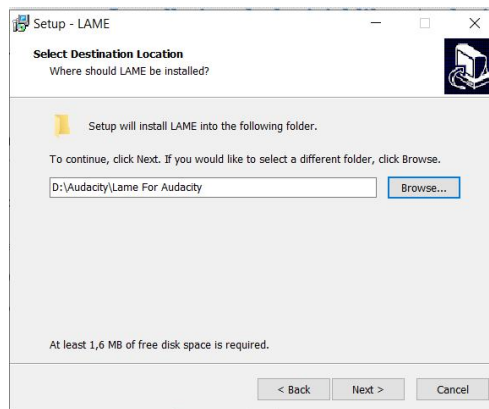 Setup - LAME
Select Destination Location
Where should LAME be installed?
Setup will install LAME into the following folder.
To continue, click Next. If you would like to select a different folder, click Browse.
D:\Audacity\Lame For Audacity
Browse...
At least 1,6 MB of free disk space is required.
< Back
Next >
Cancel